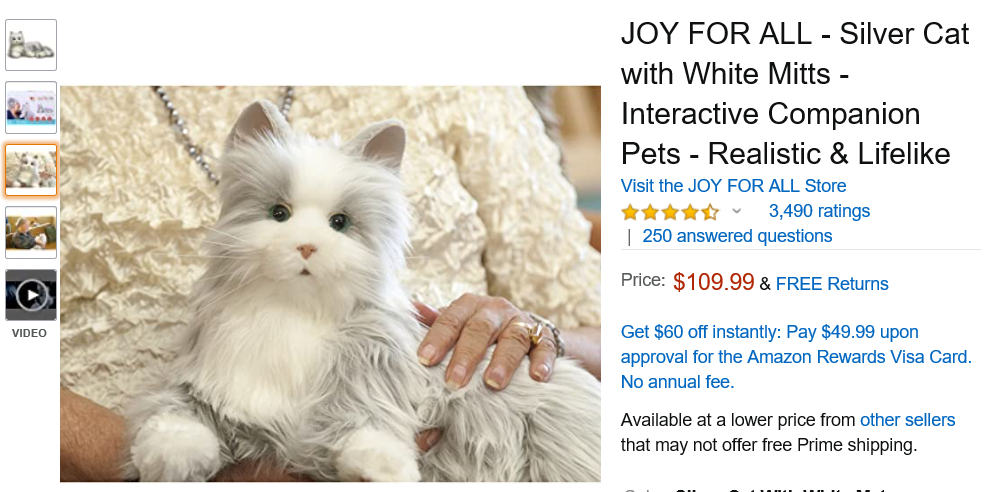 JOY FOR ALL - Silver Cat
with White Mitts -
Interactive Companion
Pets - Realistic & Lifelike
Visit the JOY FOR ALL Store
3,490 ratings
| 250 answered questions
Price: $109.99 & FREE Returns
Get $60 off instantly: Pay $49.99 upon
approval for the Amazon Rewards Visa Card.
No annual fee.
Available at a lower price from other sellers
that may not offer free Prime shipping.
VIDEO